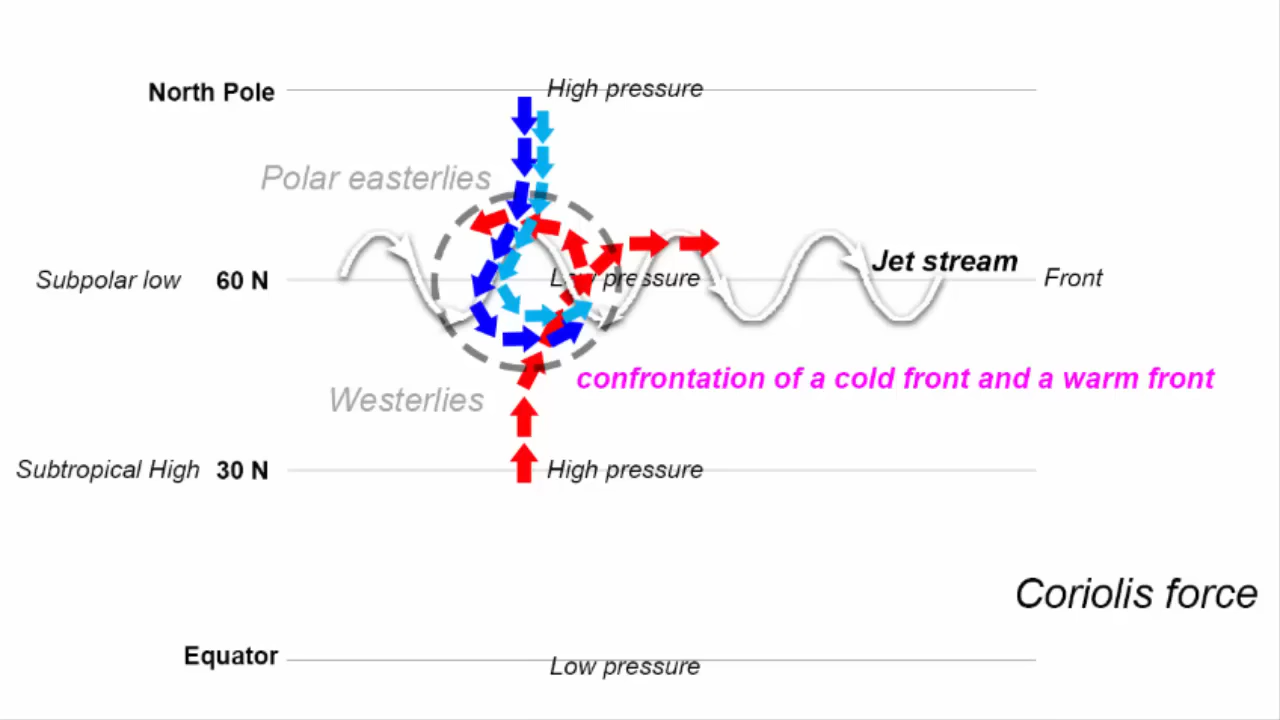 North Pole High pressure
Polar easterlies
Jet stream
Subpolar low 60 N Low pressure Front
confrontation of a cold front and a warm front
Westerlies
Subtropical High 30 N High pressure
Coriolis force
Equator Low pressure